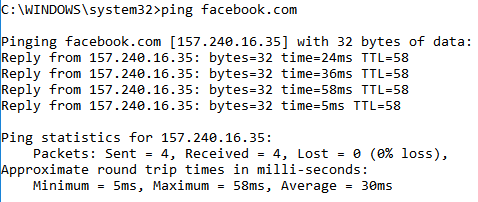 C:\WINDOWS\system32>ping facebook.com
Pinging facebook.com [157.240.16.35] with 32 bytes of data:
Reply from 157.240.16.35: bytes=32 time=24ms TTL=58
Reply from 157.240.16.35: bytes=32 time=36ms TTL=58
Reply from 157.240.16.35: bytes=32 time=58ms TTL=58
Reply from 157.240.16.35: bytes=32 time=5ms TTL=58
Ping statistics for 157.240.16.35:
    Packets: Sent = 4, Received = 4, Lost = 0 (0% loss),
Approximate round trip times in milli-seconds:
    Minimum = 5ms, Maximum = 58ms, Average = 30ms